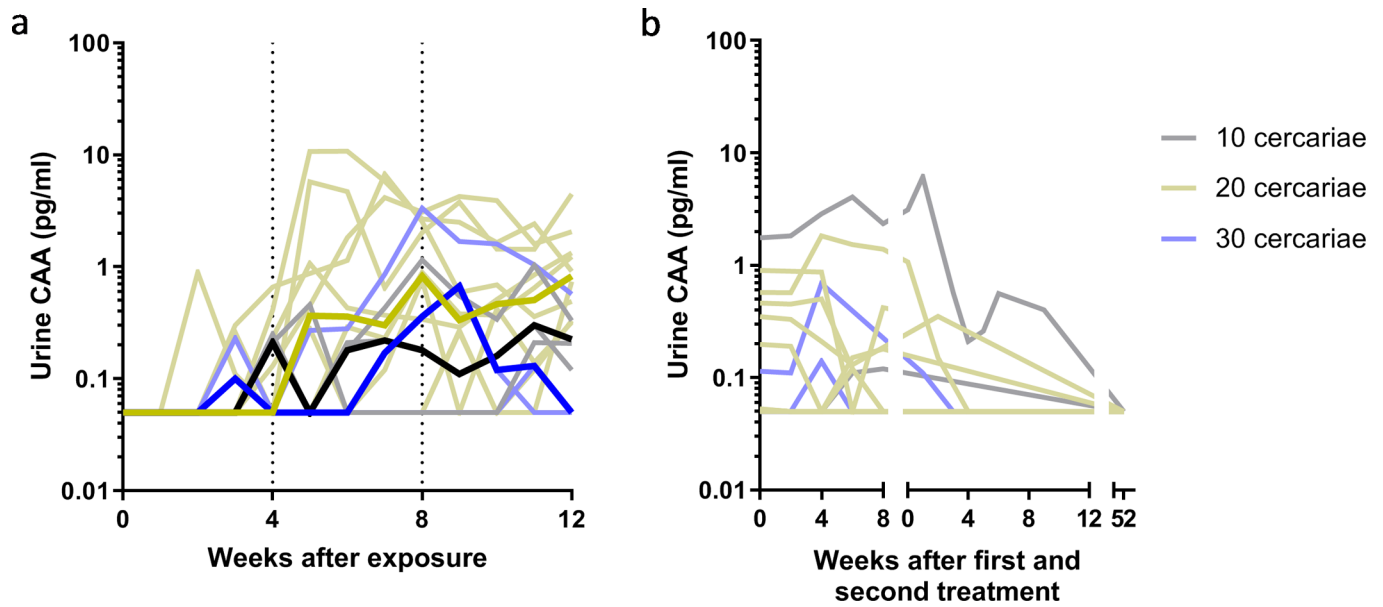 a
100
10
1
0.1
0.01
Urine CAA (pg/ml)
0 4 8 12
Weeks after exposure
b
100
10
1
0.1
0.01
Urine CAA (pg/ml)
0 4 8 0 4 8 12 52
Weeks after first and
second treatment
10 cercariae
20 cercariae
30 cercariae